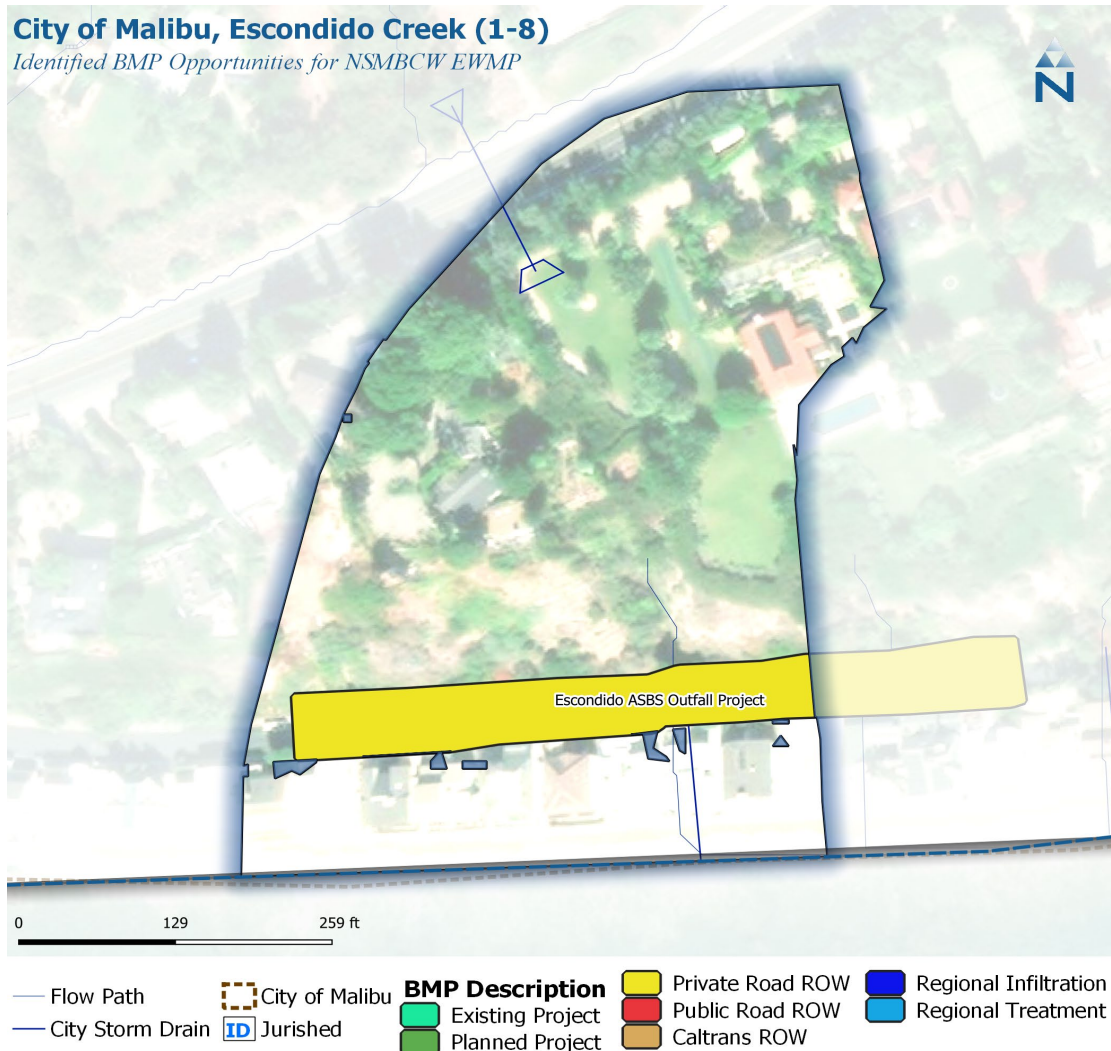 City of Malibu, Escondido Creek (1-8)
Identified BMP Opportunities for NSMBCW EWMP
N
Escondido ASBS Outfall Project
0 129 259 ft
Flow Path
City Storm Drain
City of Malibu
ID Jurished
BMP Description
Existing Project
Planned Project
Private Road ROW
Public Road ROW
Caltrans ROW
Regional Infiltration
Regional Treatment